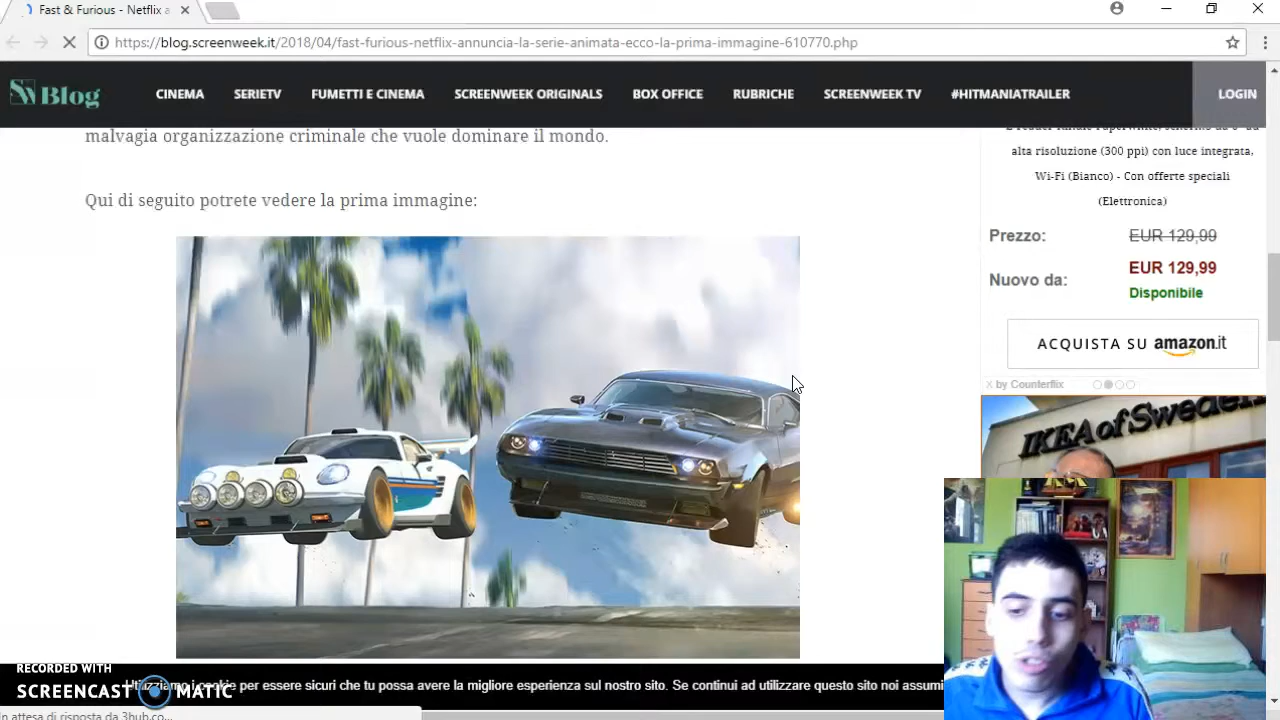 Fast & Furious - Netflix a
https://blog.screenweek.it/2018/04/fast-furious-netflix-annuncia-la-serie-animata-ecco-la-prima-immagine-610770.php
SW Blog
CINEMA
SERIETV
FUMETTI E CINEMA
SCREENWEEK ORIGINALS
BOX OFFICE
RUBRICHE
SCREENWEEK TV
#HITMANIATRAILER
LOGIN
malvagia organizzazione criminale che vuole dominare il mondo.
Qui di seguito potrete vedere la prima immagine:
alta risoluzione (300 ppi) con luce integrata,
Wi-Fi (Bianco) - Con offerte speciali
(Elettronica)
Prezzo:
EUR 129,99
Nuovo da:
EUR 129,99
Disponibile
ACQUISTA SU amazon.it
X by Counterflix
IKEA of Sweden
RECORDED WITH
SCREENCAST MATIC
Utilizziamo i cookie per essere sicuri che tu possa avere la migliore esperienza sul nostro sito. Se continui ad utilizzare questo sito noi assumi
In attesa di risposta da 3hub.co...